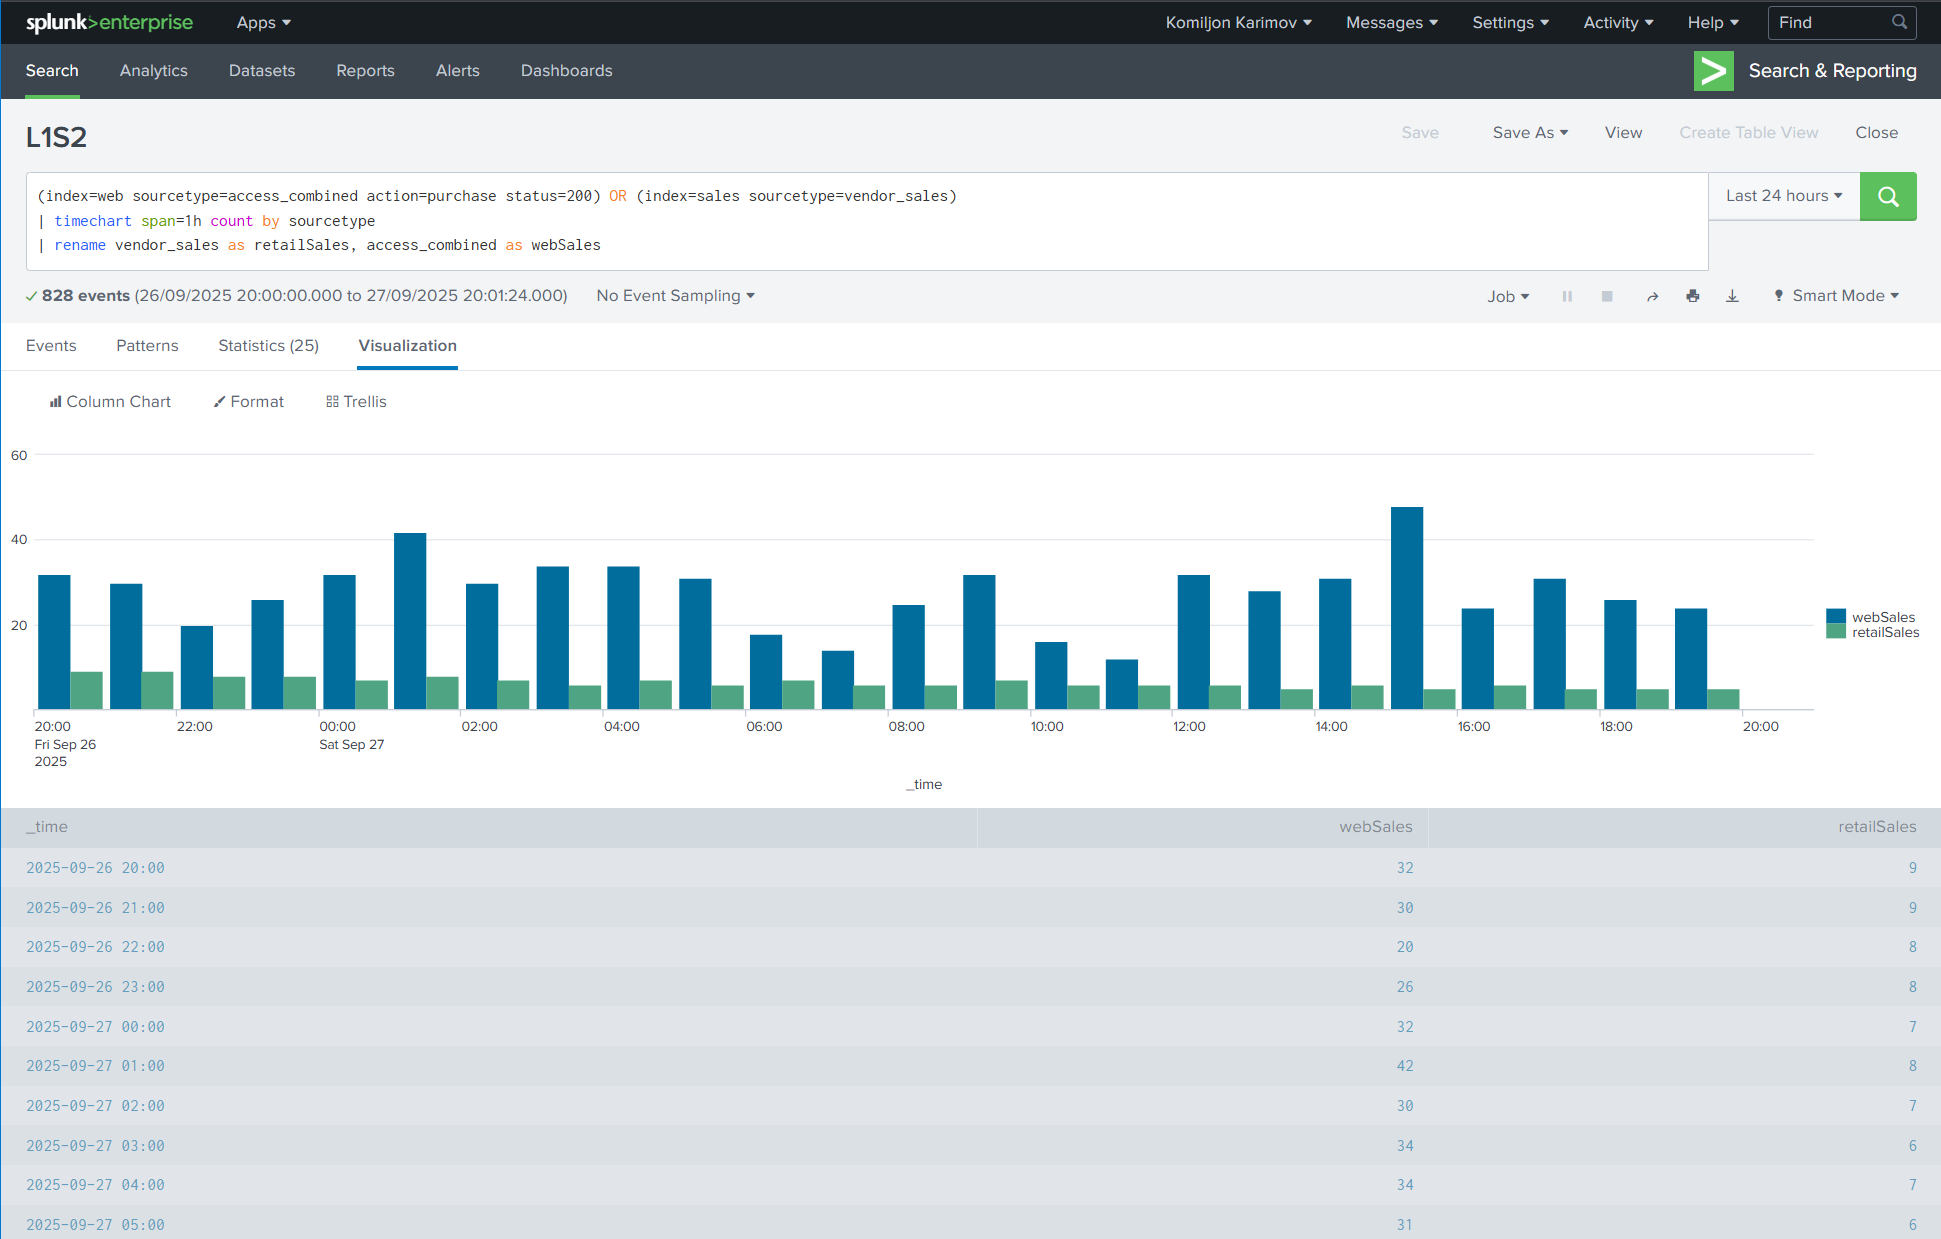 splunk>enterprise Apps Komiljon Karimov Messages Settings Activity Help Find
Search Analytics Datasets Reports Alerts Dashboards Search & Reporting
L1S2 Save Save As View Create Table View Close
(index=web sourcetype=access_combined action=purchase status=200) OR (index=sales sourcetype=vendor_sales) Last 24 hours
| timechart span=1h count by sourcetype
| rename vendor_sales as retailSales, access_combined as webSales
828 events (26/09/2025 20:00:00.000 to 27/09/2025 20:01:24.000) No Event Sampling Job Smart Mode
Events Patterns Statistics (25) Visualization
Column Chart Format Trellis
60
40
20
webSales
retailSales
20:00 22:00 00:00 02:00 04:00 06:00 08:00 10:00 12:00 14:00 16:00 18:00 20:00
Fri Sep 26 Sat Sep 27
2025
_time
_time webSales retailSales
2025-09-26 20:00 32 9
2025-09-26 21:00 30 9
2025-09-26 22:00 20 8
2025-09-26 23:00 26 8
2025-09-27 00:00 32 7
2025-09-27 01:00 42 8
2025-09-27 02:00 30 7
2025-09-27 03:00 34 6
2025-09-27 04:00 34 7
2025-09-27 05:00 31 6